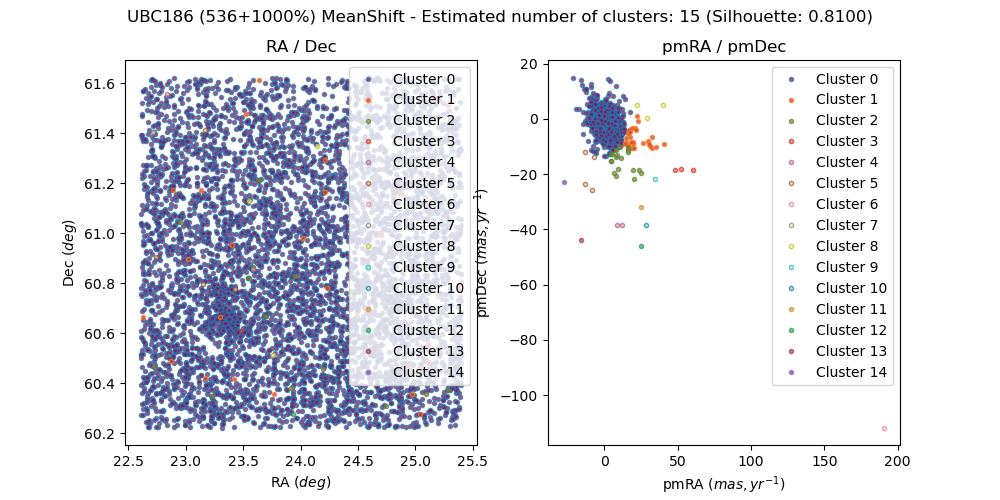 UBC186 (536+1000%) MeanShift - Estimated number of clusters: 15 (Silhouette: 0.8100)
RA / Dec
61.6
61.4
61.2
61.0
60.8
60.6
60.4
60.2
Dec (deg)
22.5 23.0 23.5 24.0 24.5 25.0 25.5
RA (deg)
Cluster 0
Cluster 1
Cluster 2
Cluster 3
Cluster 4
Cluster 5
Cluster 6
Cluster 7
Cluster 8
Cluster 9
Cluster 10
Cluster 11
Cluster 12
Cluster 13
Cluster 14
pmRA / pmDec
20
0
−20
−40
−60
−80
−100
pmDec (mas, yr⁻¹)
0 50 100 150 200
pmRA (mas, yr⁻¹)
Cluster 0
Cluster 1
Cluster 2
Cluster 3
Cluster 4
Cluster 5
Cluster 6
Cluster 7
Cluster 8
Cluster 9
Cluster 10
Cluster 11
Cluster 12
Cluster 13
Cluster 14